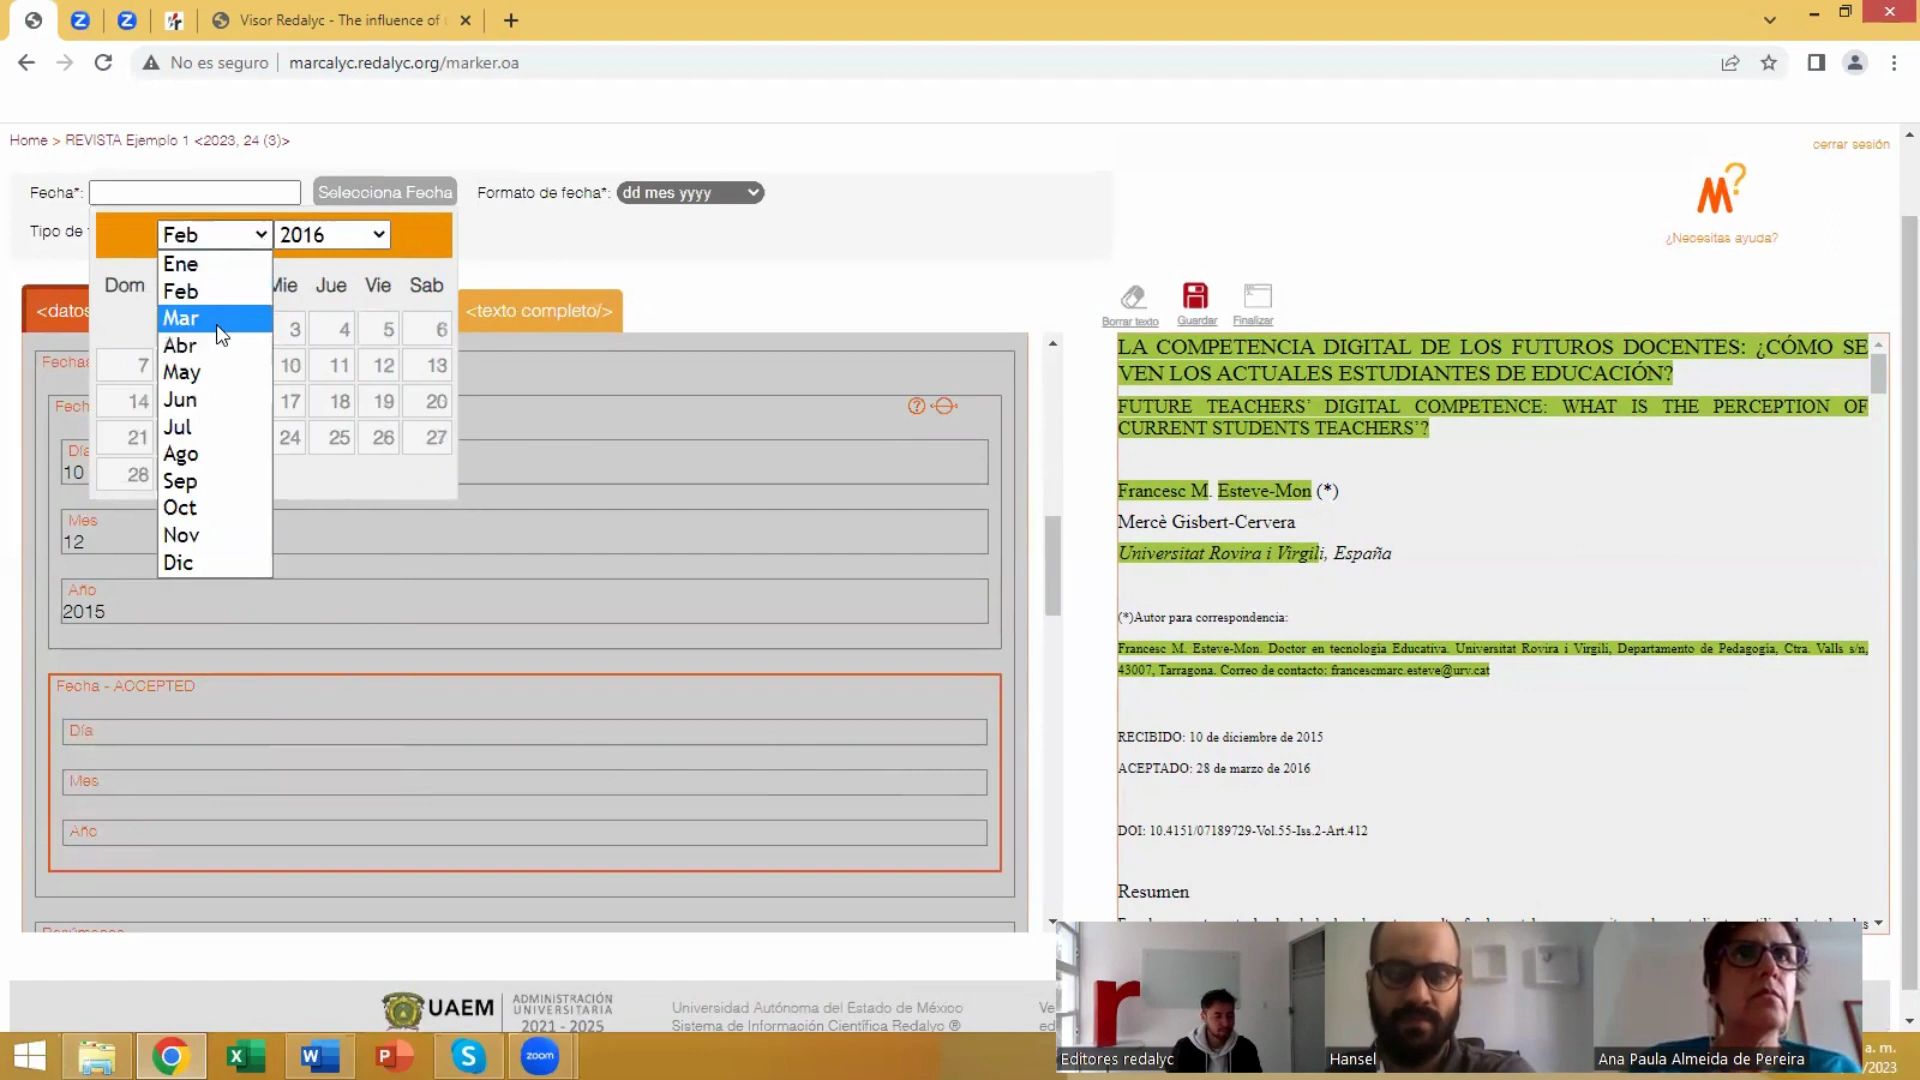 Visor Redalyc - The influence of
No es seguro
marcalyc.redalyc.org/marker.oa
Home > REVISTA Ejemplo 1 <2023, 24 (3)>
cerrar sesión
Fecha*:
Selecciona Fecha
Formato de fecha*:
dd mes yyyy
Tipo de
Feb
2016
Ene
Feb
Mar
Abr
May
Jun
Jul
Ago
Sep
Oct
Nov
Dic
Dom
Mie Jue Vie Sab
3 4 5 6
7 10 11 12 13
14 17 18 19 20
21 24 25 26 27
28
¿Necesitas ayuda?
<datos
<texto completo/>
Borrar texto
Guardar
Finalizar
Fechas
Fech
Día
10
Mes
12
Año
2015
Fecha - ACCEPTED
Día
Mes
Año
LA COMPETENCIA DIGITAL DE LOS FUTUROS DOCENTES: ¿CÓMO SE
VEN LOS ACTUALES ESTUDIANTES DE EDUCACIÓN?
FUTURE TEACHERS’ DIGITAL COMPETENCE: WHAT IS THE PERCEPTION OF
CURRENT STUDENTS TEACHERS’?
Francesc M. Esteve-Mon (*)
Mercè Gisbert-Cervera
Universitat Rovira i Virgili, España
(*)Autor para correspondencia:
Francesc M. Esteve-Mon. Doctor en tecnología Educativa. Universitat Rovira i Virgili, Departamento de Pedagogía, Ctra. Valls s/n,
43007, Tarragona. Correo de contacto: francescmarc.esteve@urv.cat
RECIBIDO: 10 de diciembre de 2015
ACEPTADO: 28 de marzo de 2016
DOI: 10.4151/07189729-Vol.55-Iss.2-Art.412
Resumen
UAEM
ADMINISTRACIÓN
UNIVERSITARIA
2021 - 2025
Universidad Autónoma del Estado de México
Sistema de Información Científica Redalyc ®
Ve
ed
Editores redalyc
Hansel
Ana Paula Almeida de Pereira
zoom
a. m.
/2023